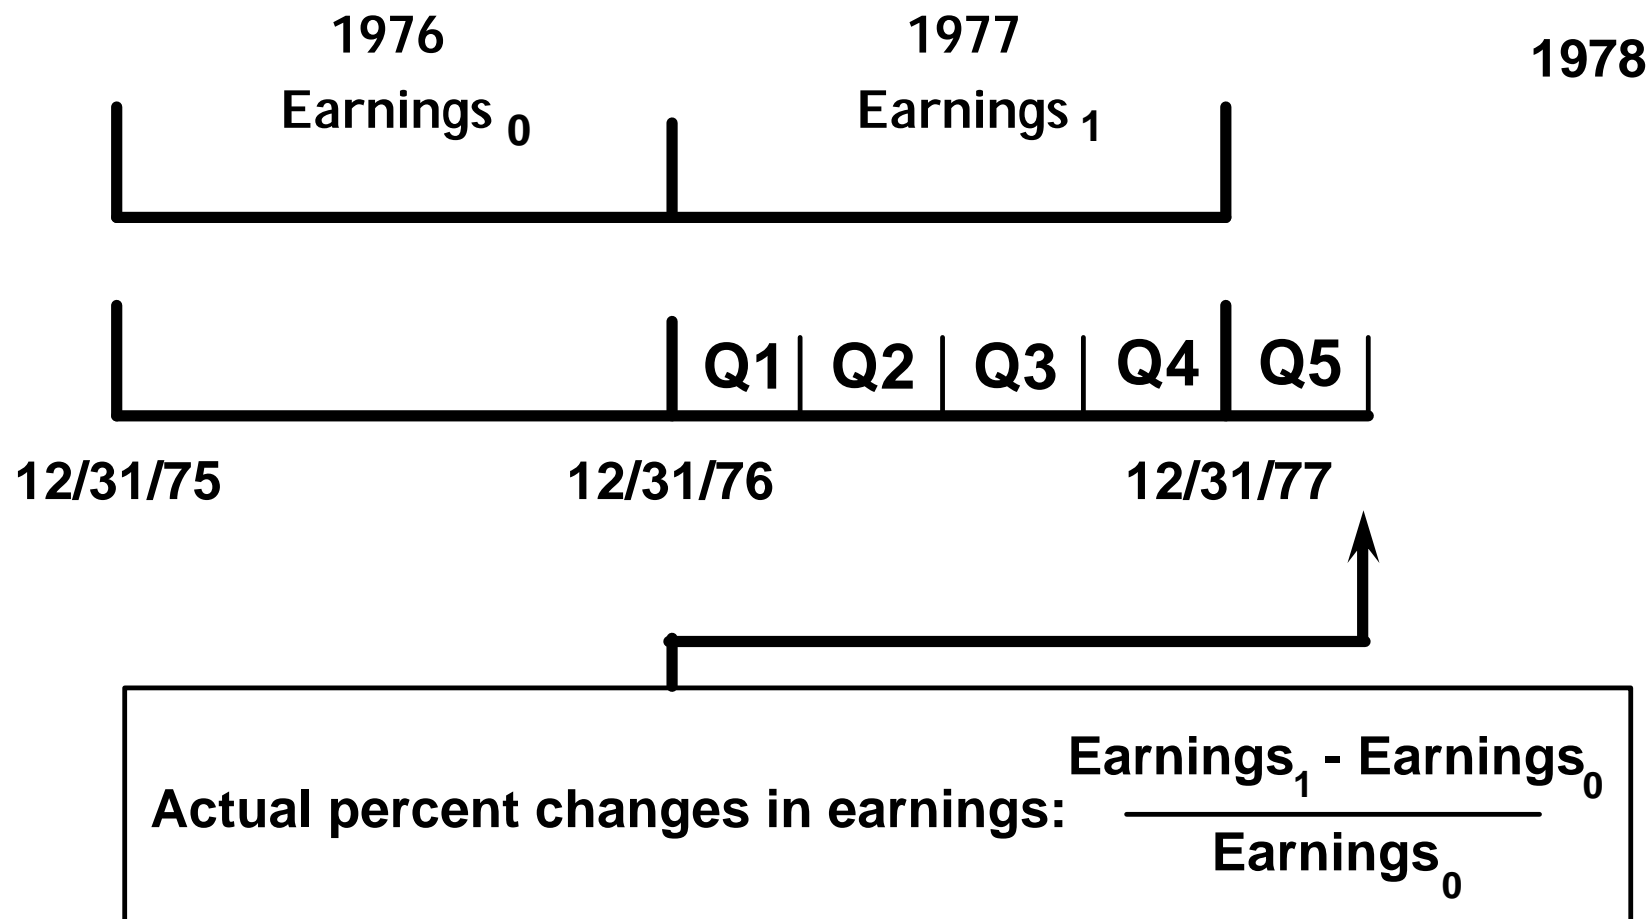 1976 1977 1978
Earnings 0 Earnings 1
Q1 Q2 Q3 Q4 Q5
12/31/75 12/31/76 12/31/77
Earnings1 - Earnings0
Actual percent changes in earnings:
Earnings0